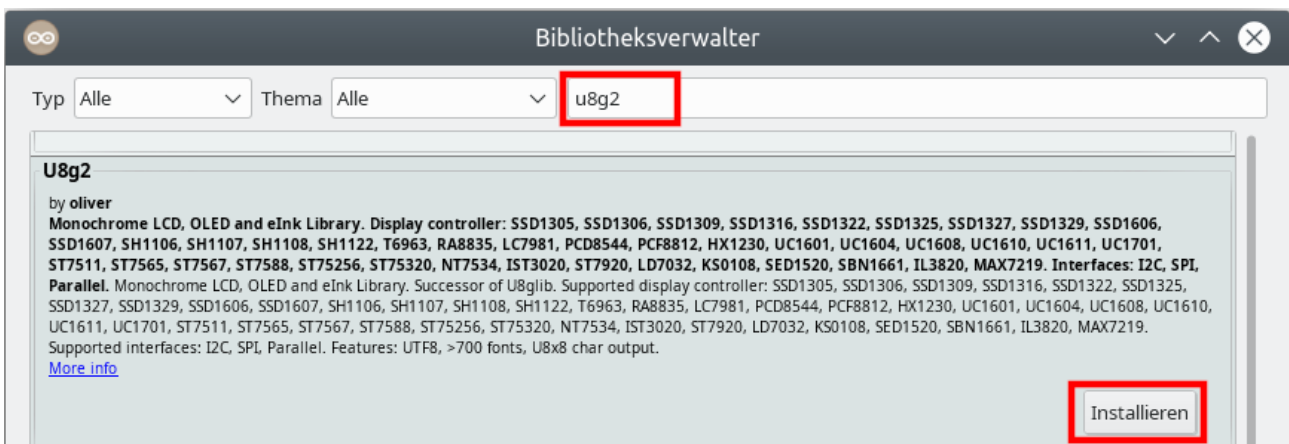 Bibliotheksverwalter
Typ Alle Thema Alle u8g2
U8g2
by oliver
Monochrome LCD, OLED and eInk Library. Display controller: SSD1305, SSD1306, SSD1309, SSD1316, SSD1322, SSD1325, SSD1327, SSD1329, SSD1606,
SSD1607, SH1106, SH1107, SH1108, SH1122, T6963, RA8835, LC7981, PCD8544, PCF8812, HX1230, UC1601, UC1604, UC1608, UC1610, UC1611, UC1701,
ST7511, ST7565, ST7567, ST7588, ST75256, ST75320, NT7534, IST3020, ST7920, LD7032, KS0108, SED1520, SBN1661, IL3820, MAX7219. Interfaces: I2C, SPI,
Parallel. Monochrome LCD, OLED and eInk Library. Successor of U8glib. Supported display controller: SSD1305, SSD1306, SSD1309, SSD1316, SSD1322, SSD1325,
SSD1327, SSD1329, SSD1606, SSD1607, SH1106, SH1107, SH1108, SH1122, T6963, RA8835, LC7981, PCD8544, PCF8812, HX1230, UC1601, UC1604, UC1608, UC1610,
UC1611, UC1701, ST7511, ST7565, ST7567, ST7588, ST75256, ST75320, NT7534, IST3020, ST7920, LD7032, KS0108, SED1520, SBN1661, IL3820, MAX7219.
Supported interfaces: I2C, SPI, Parallel. Features: UTF8, >700 fonts, U8x8 char output.
More info
Installieren